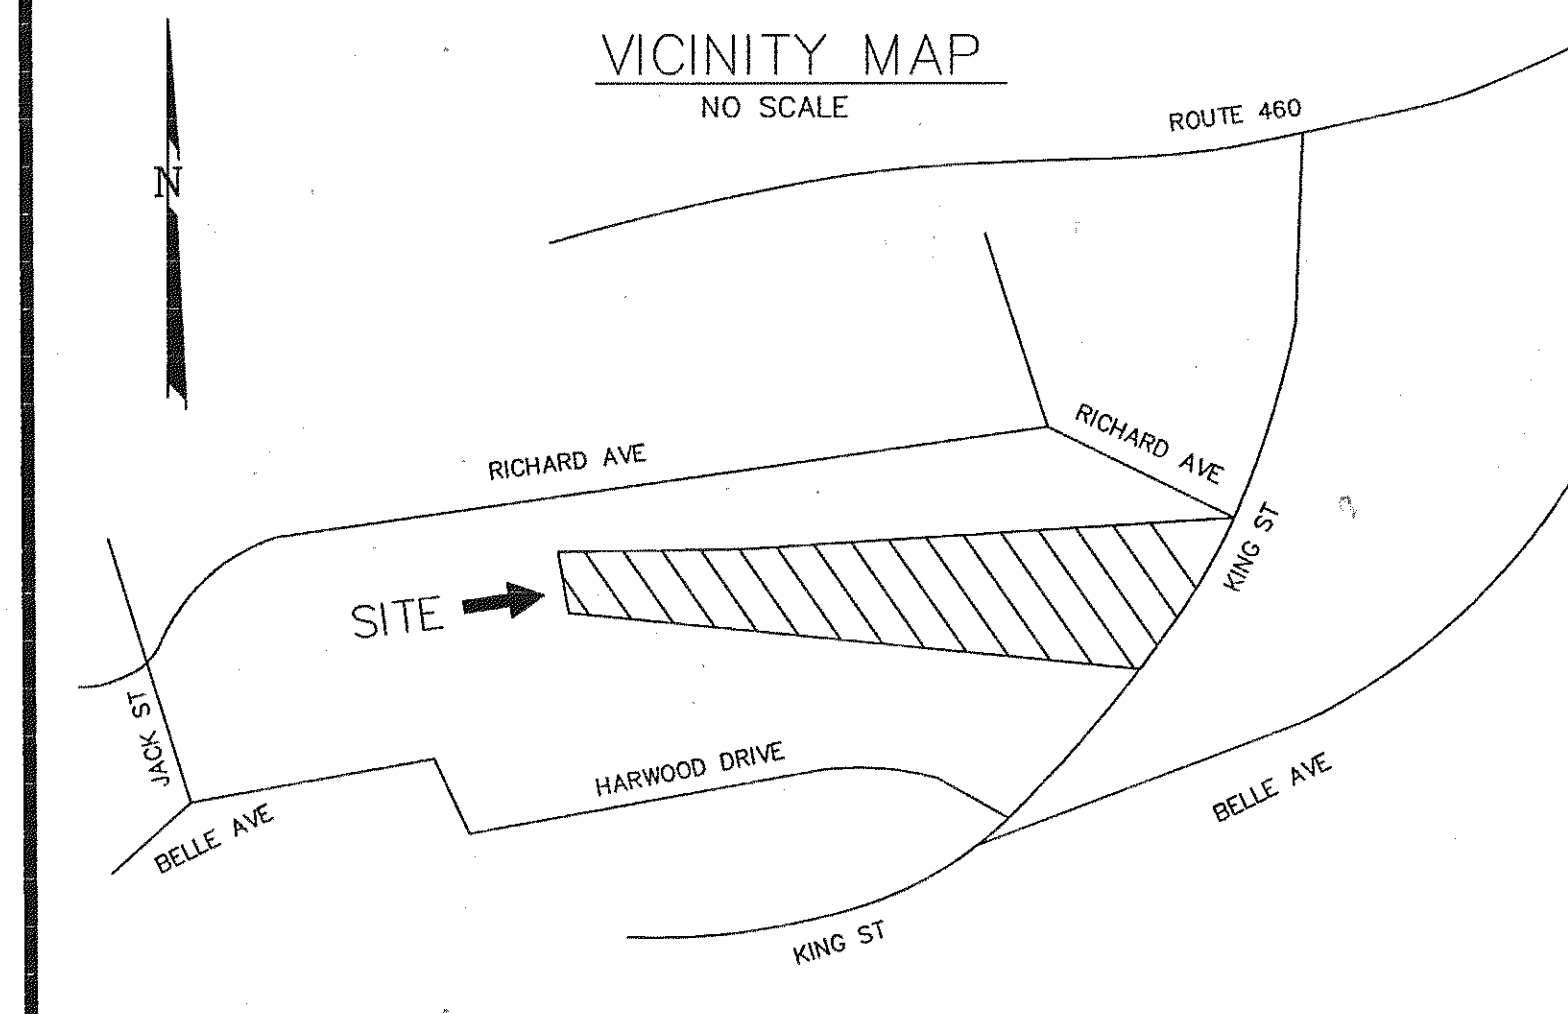 VICINITY MAP
NO SCALE
ROUTE 460
N
RICHARD AVE
RICHARD AVE
KING ST
SITE
JACK ST
HARWOOD DRIVE
BELLE AVE
BELLE AVE
KING ST